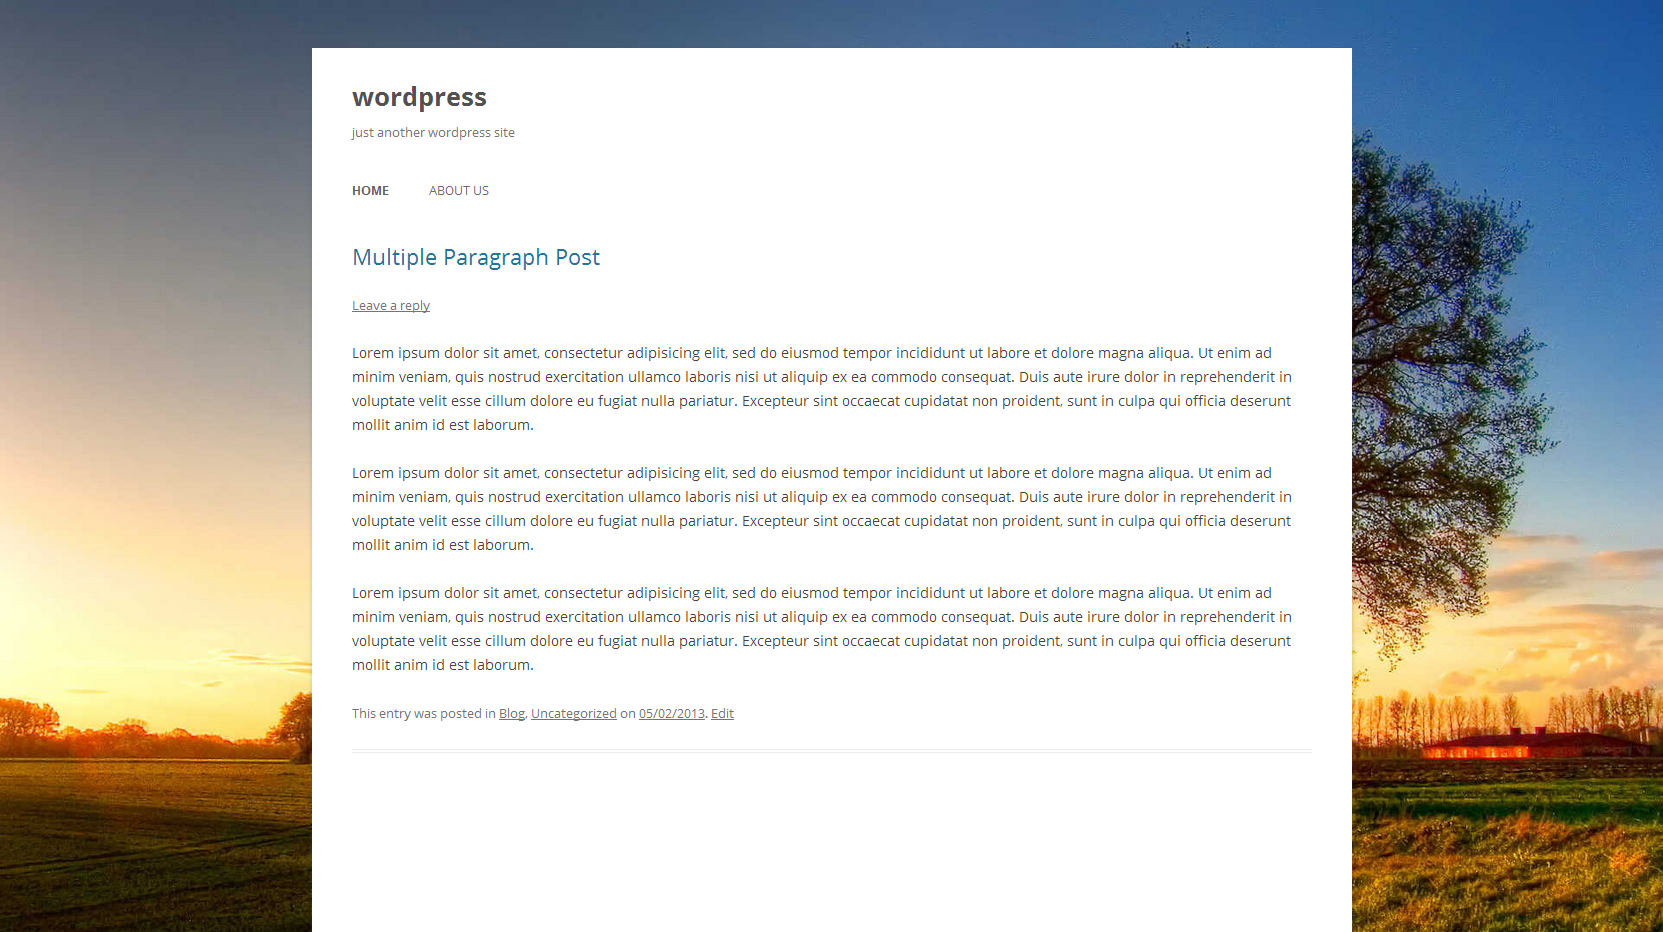 wordpress
just another wordpress site
HOME ABOUT US
Multiple Paragraph Post
Leave a reply
Lorem ipsum dolor sit amet, consectetur adipisicing elit, sed do eiusmod tempor incididunt ut labore et dolore magna aliqua. Ut enim ad
minim veniam, quis nostrud exercitation ullamco laboris nisi ut aliquip ex ea commodo consequat. Duis aute irure dolor in reprehenderit in
voluptate velit esse cillum dolore eu fugiat nulla pariatur. Excepteur sint occaecat cupidatat non proident, sunt in culpa qui officia deserunt
mollit anim id est laborum.
Lorem ipsum dolor sit amet, consectetur adipisicing elit, sed do eiusmod tempor incididunt ut labore et dolore magna aliqua. Ut enim ad
minim veniam, quis nostrud exercitation ullamco laboris nisi ut aliquip ex ea commodo consequat. Duis aute irure dolor in reprehenderit in
voluptate velit esse cillum dolore eu fugiat nulla pariatur. Excepteur sint occaecat cupidatat non proident, sunt in culpa qui officia deserunt
mollit anim id est laborum.
Lorem ipsum dolor sit amet, consectetur adipisicing elit, sed do eiusmod tempor incididunt ut labore et dolore magna aliqua. Ut enim ad
minim veniam, quis nostrud exercitation ullamco laboris nisi ut aliquip ex ea commodo consequat. Duis aute irure dolor in reprehenderit in
voluptate velit esse cillum dolore eu fugiat nulla pariatur. Excepteur sint occaecat cupidatat non proident, sunt in culpa qui officia deserunt
mollit anim id est laborum.
This entry was posted in Blog, Uncategorized on 05/02/2013. Edit